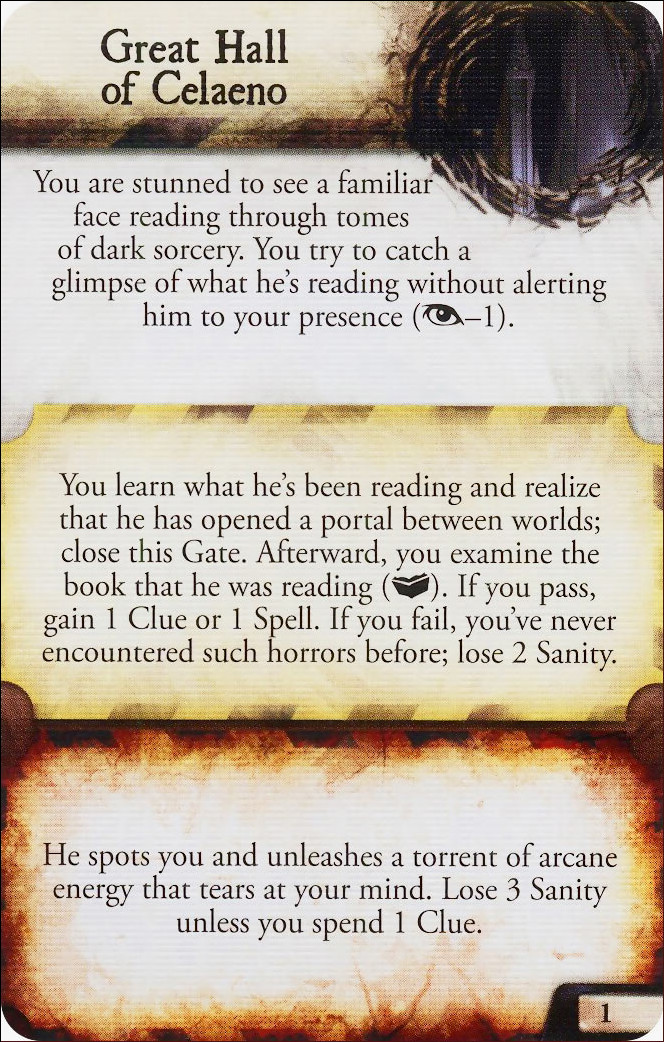 Great Hall
of Celaeno
You are stunned to see a familiar
face reading through tomes
of dark sorcery. You try to catch a
glimpse of what he's reading without alerting
him to your presence (–1).
You learn what he's been reading and realize
that he has opened a portal between worlds;
close this Gate. Afterward, you examine the
book that he was reading (). If you pass,
gain 1 Clue or 1 Spell. If you fail, you've never
encountered such horrors before; lose 2 Sanity.
He spots you and unleashes a torrent of arcane
energy that tears at your mind. Lose 3 Sanity
unless you spend 1 Clue.
1